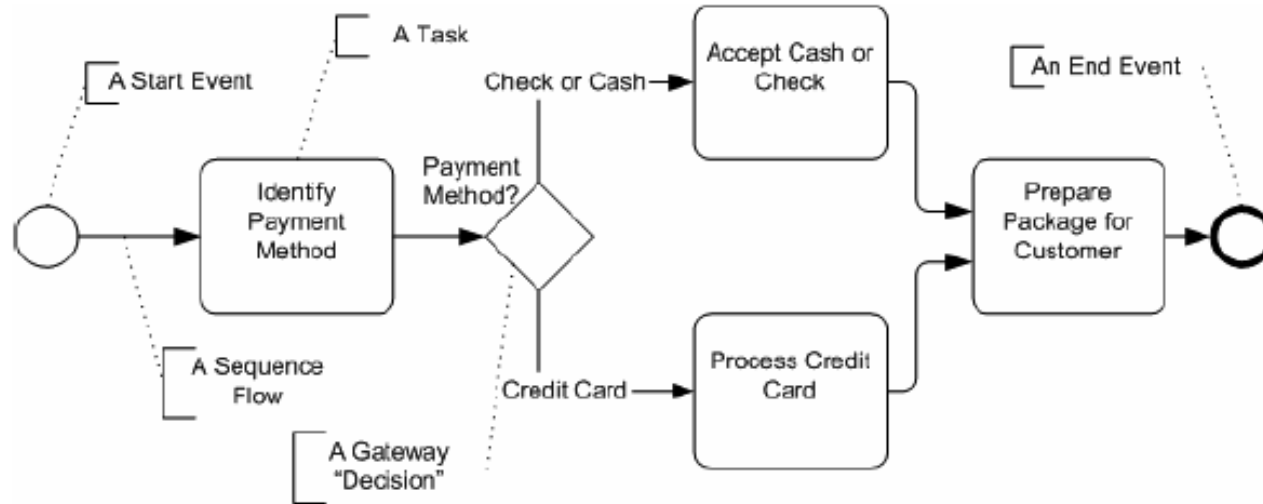 A Task
A Start Event
Check or Cash
Accept Cash or
Check
An End Event
Identify
Payment
Method
Payment
Method?
Prepare
Package for
Customer
A Sequence
Flow
Credit Card
Process Credit
Card
A Gateway
“Decision”